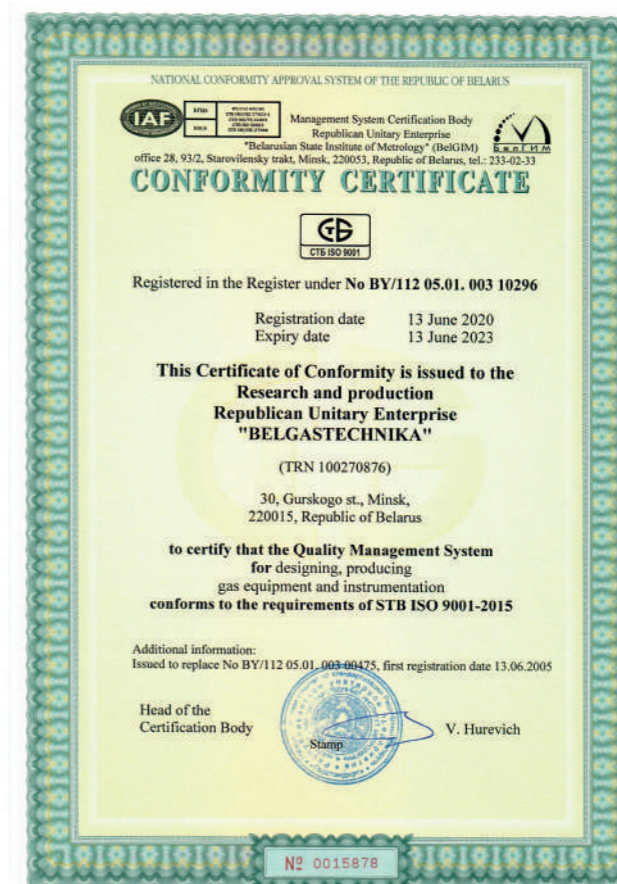 NATIONAL CONFORMITY APPROVAL SYSTEM OF THE REPUBLIC OF BELARUS
IAF
Management System Certification Body
Republican Unitary Enterprise
"Belarusian State Institute of Metrology" (BelGIM)
БелГИМ
office 28, 93/2, Starovilensky trakt, Minsk, 220053, Republic of Belarus, tel.: 233-02-33
CONFORMITY CERTIFICATE
СТБ ISO 9001
Registered in the Register under No BY/112 05.01. 003 10296
Registration date 13 June 2020
Expiry date 13 June 2023
This Certificate of Conformity is issued to the
Research and production
Republican Unitary Enterprise
"BELGASTECHNIKA"
(TRN 100270876)
30, Gurskogo st., Minsk,
220015, Republic of Belarus
to certify that the Quality Management System
for designing, producing
gas equipment and instrumentation
conforms to the requirements of STB ISO 9001-2015
Additional information:
Issued to replace No BY/112 05.01. 003 00475, first registration date 13.06.2005
Head of the
Certification Body
Stamp
V. Hurevich
№ 0015878